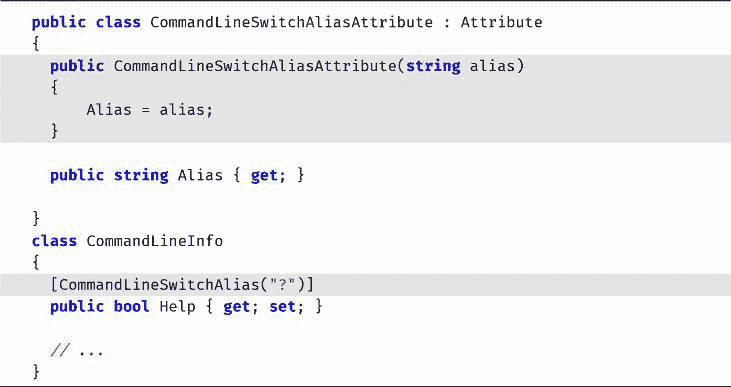 public class CommandLineSwitchAliasAttribute : Attribute
{
public CommandLineSwitchAliasAttribute(string alias)
{
Alias = alias;
}
public string Alias { get; }
}
class CommandLineInfo
{
[CommandLineSwitchAlias("?")]
public bool Help { get; set; }
// ...
}